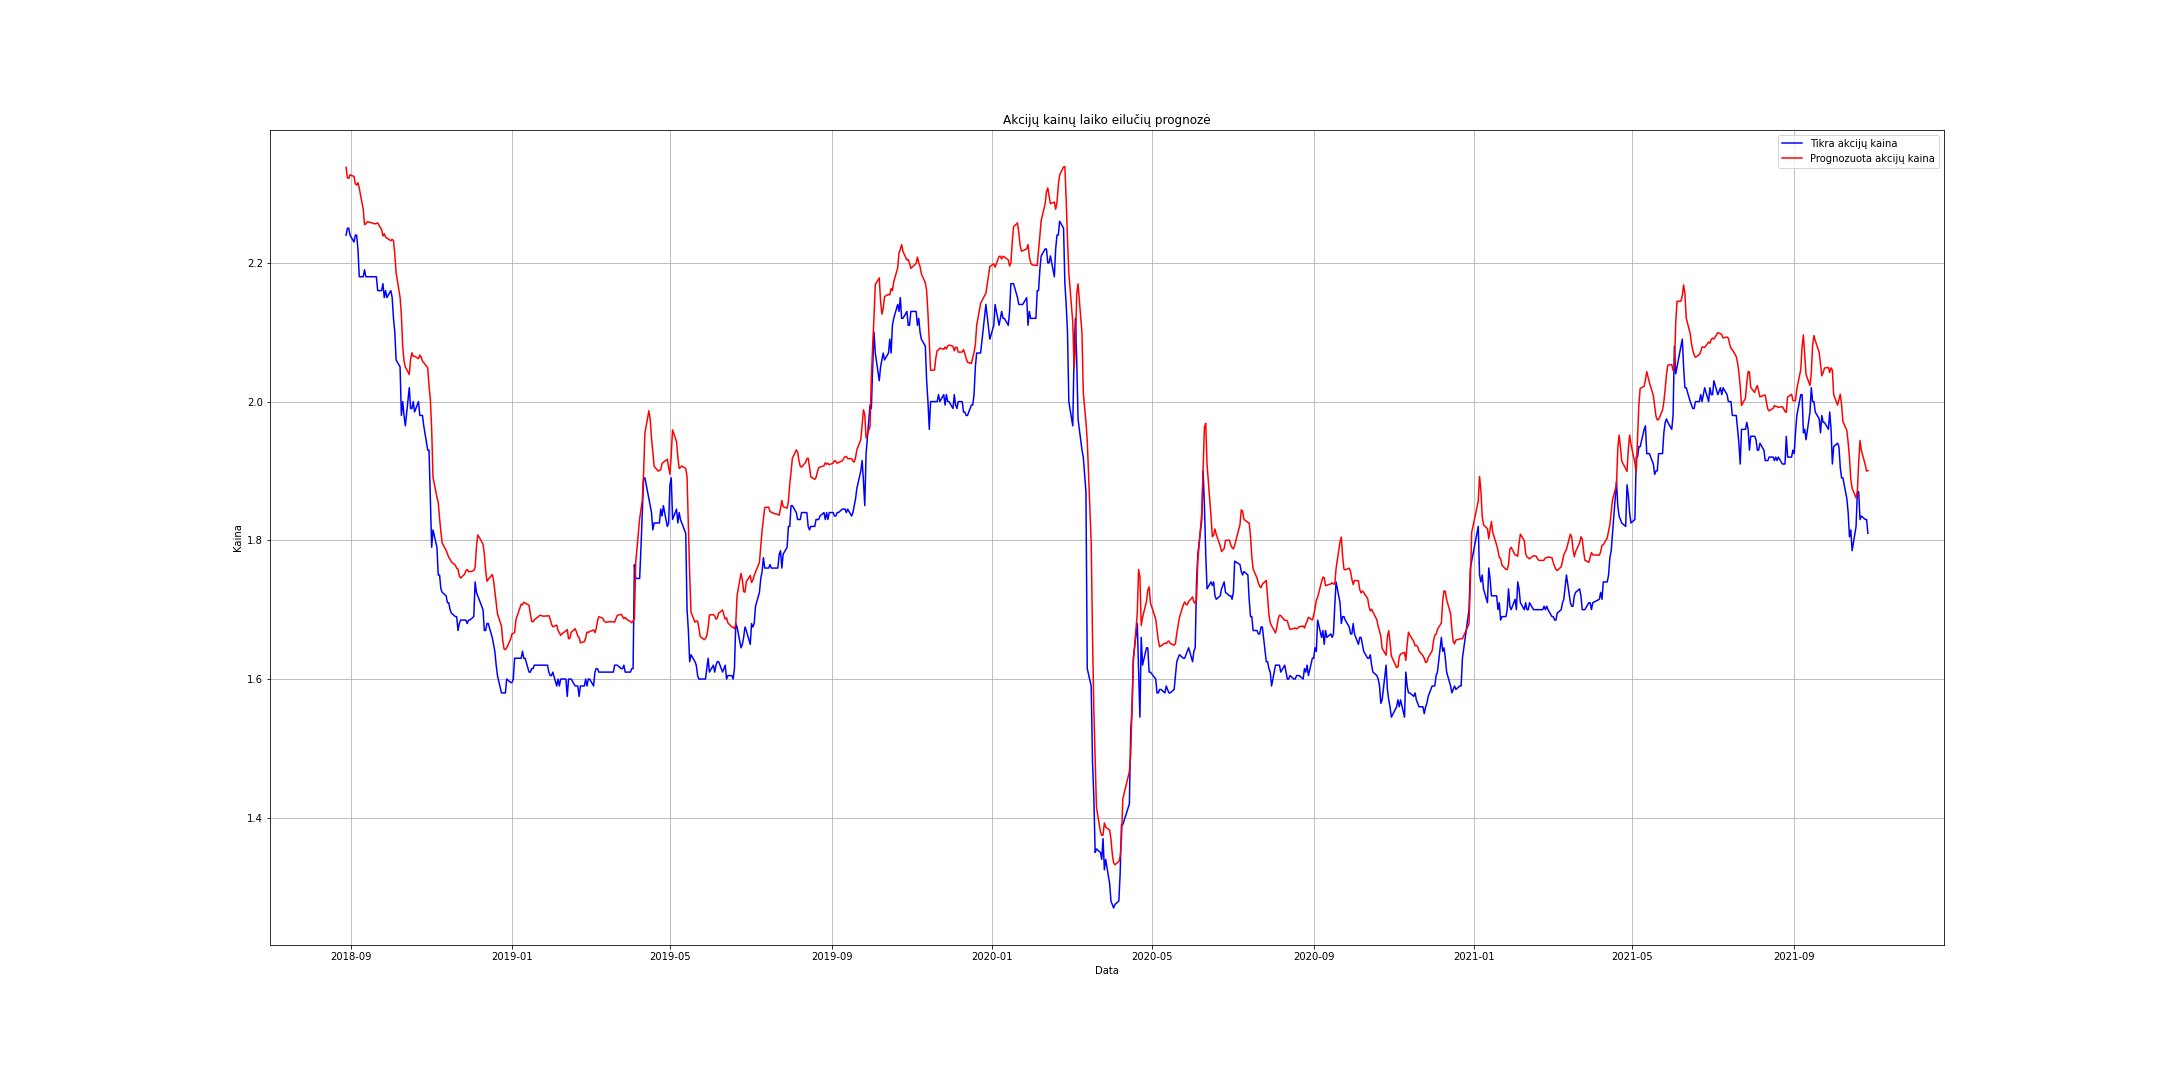 Akcijų kainų laiko eilučių prognozė
Tikra akcijų kaina
Prognozuota akcijų kaina
Kaina
2.2
2.0
1.8
1.6
1.4
2018-09 2019-01 2019-05 2019-09 2020-01 2020-05 2020-09 2021-01 2021-05 2021-09
Data